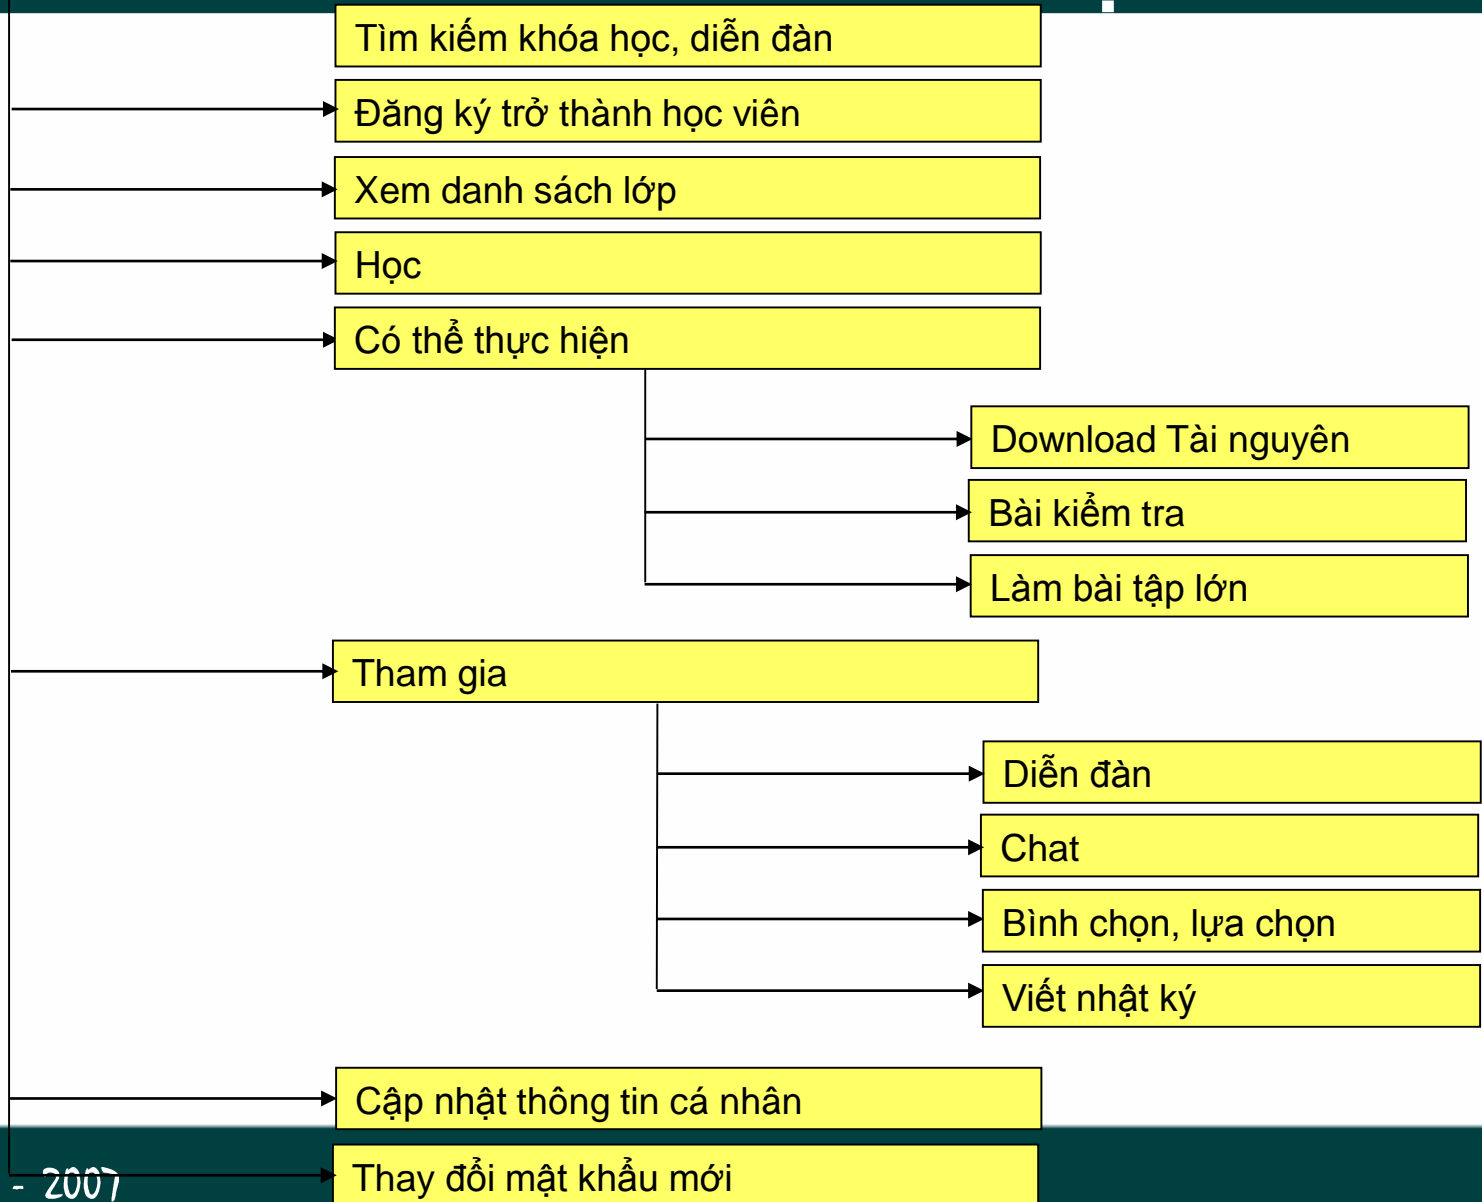 Tìm kiếm khóa học, diễn đàn
Đăng ký trở thành học viên
Xem danh sách lớp
Học
Có thể thực hiện
Download Tài nguyên
Bài kiểm tra
Làm bài tập lớn
Tham gia
Diễn đàn
Chat
Bình chọn, lựa chọn
Viết nhật ký
Cập nhật thông tin cá nhân
Thay đổi mật khẩu mới
- 2007